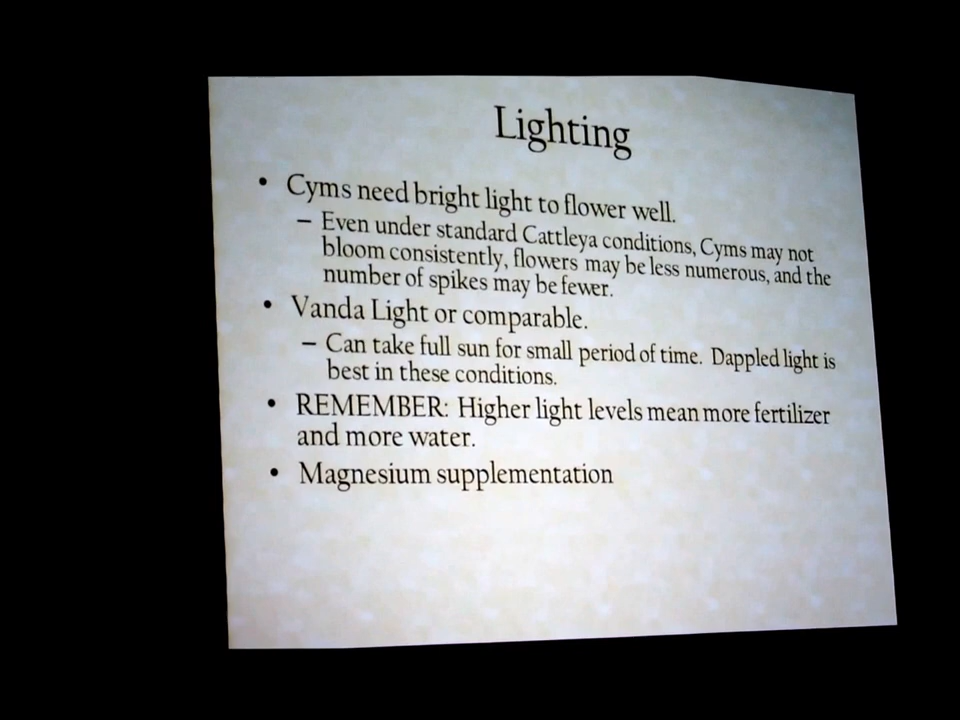 Lighting
• Cyms need bright light to flower well.
– Even under standard Cattleya conditions, Cyms may not
bloom consistently, flowers may be less numerous, and the
number of spikes may be fewer.
• Vanda Light or comparable.
– Can take full sun for small period of time. Dappled light is
best in these conditions.
• REMEMBER: Higher light levels mean more fertilizer
and more water.
• Magnesium supplementation